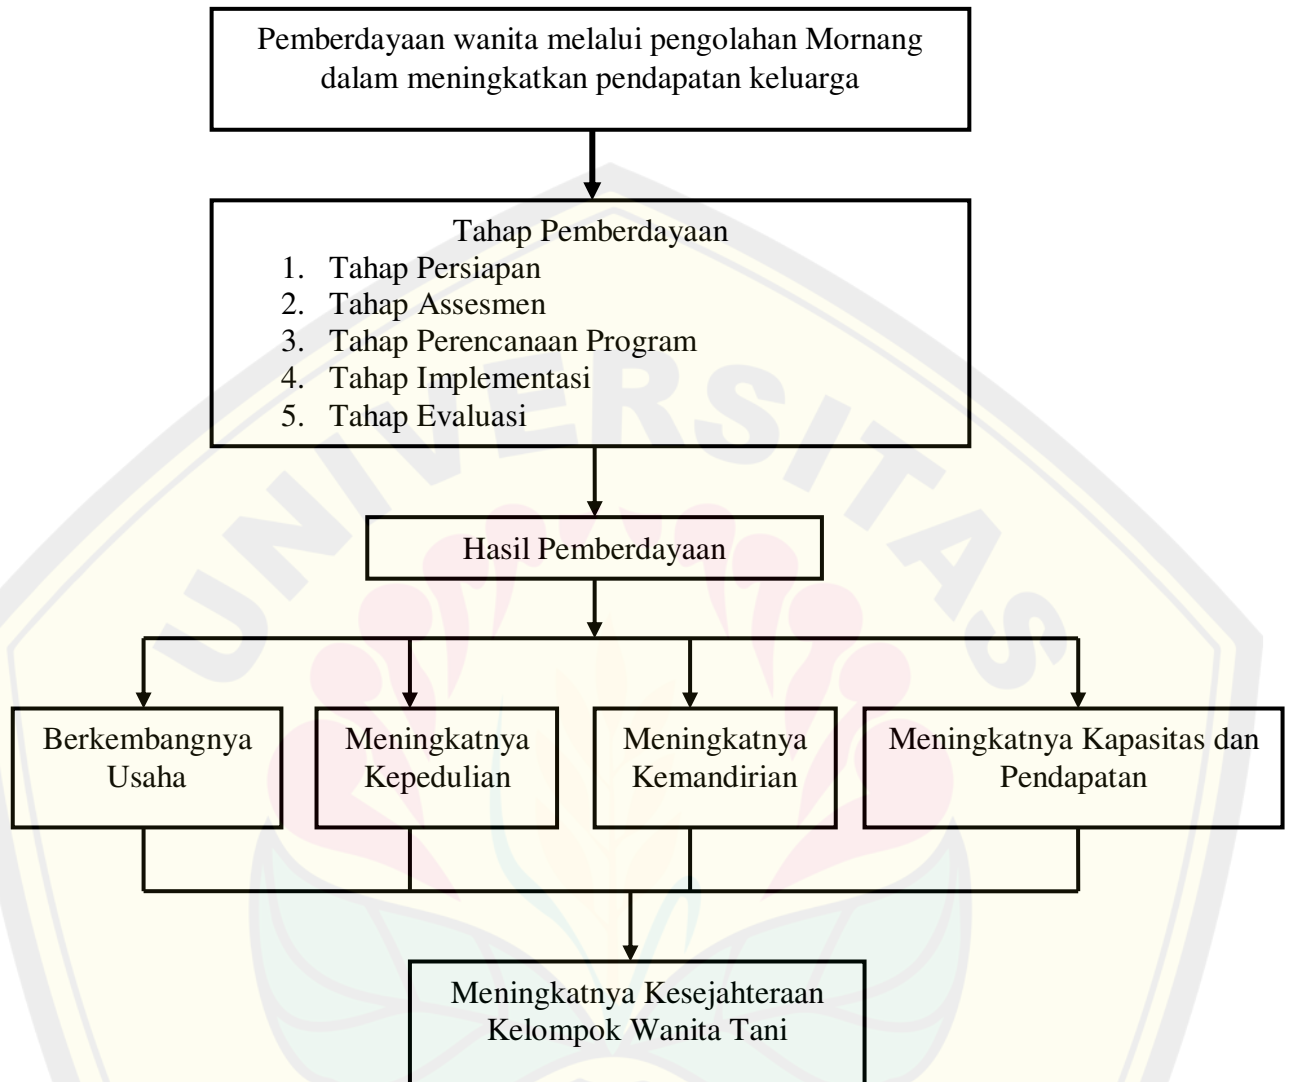 Pemberdayaan wanita melalui pengolahan Mornang
dalam meningkatkan pendapatan keluarga
Tahap Pemberdayaan
1. Tahap Persiapan
2. Tahap Assesmen
3. Tahap Perencanaan Program
4. Tahap Implementasi
5. Tahap Evaluasi
UNIVERSITAS
Hasil Pemberdayaan
Berkembangnya
Usaha
Meningkatnya
Kepedulian
Meningkatnya
Kemandirian
Meningkatnya Kapasitas dan
Pendapatan
Meningkatnya Kesejahteraan
Kelompok Wanita Tani